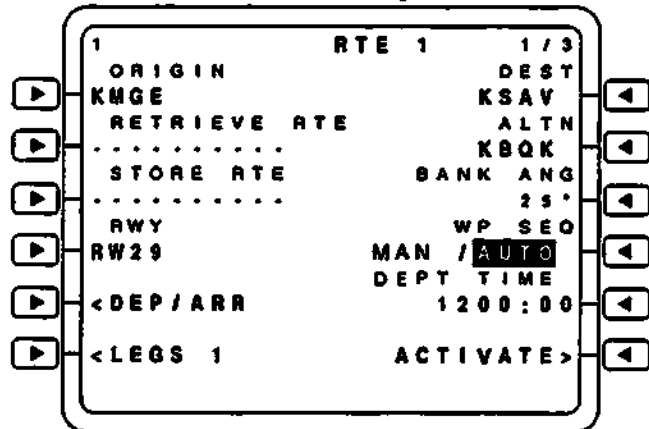 1 RTE 1 1/3
ORIGIN DEST
KMGE KSAV
RETRIEVE RTE ALTN
---------- KBQK
STORE RTE BANK ANG
---------- 25°
RWY WP SEQ
RW29 MAN /AUTO
DEPT TIME
<DEP/ARR 1200:00
<LEGS 1 ACTIVATE>